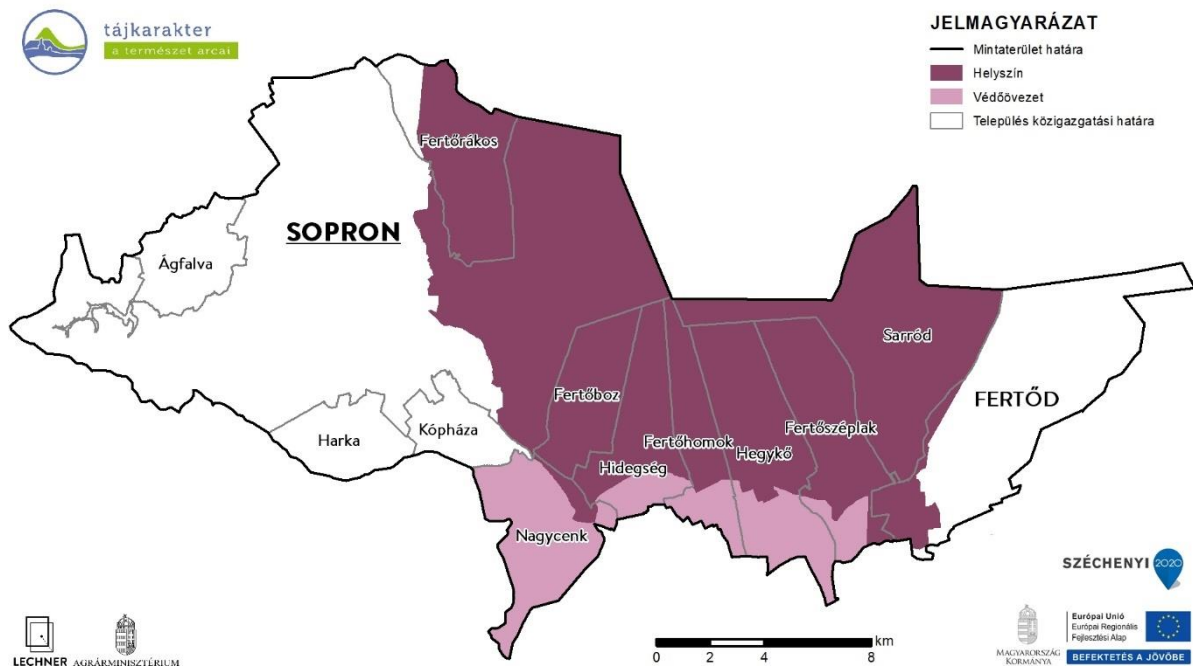 tájkarakter
a természet arcai
JELMAGYARÁZAT
Mintaterület határa
Helyszín
Védőövezet
Település közigazgatási határa
Fertőrákos
SOPRON
Ágfalva
Sarród
Fertőboz
FERTŐD
Harka
Kópháza
Fertőhomok
Fertőszéplak
Hegykő
Hidegség
Nagycenk
SZÉCHENYI 2020
km
0 2 4 8
LECHNER
AGRÁRMINISZTÉRIUM
MAGYARORSZÁG
KORMÁNYA
Európai Unió
Európai Regionális
Fejlesztési Alap
BEFEKTETÉS A JÖVŐBE